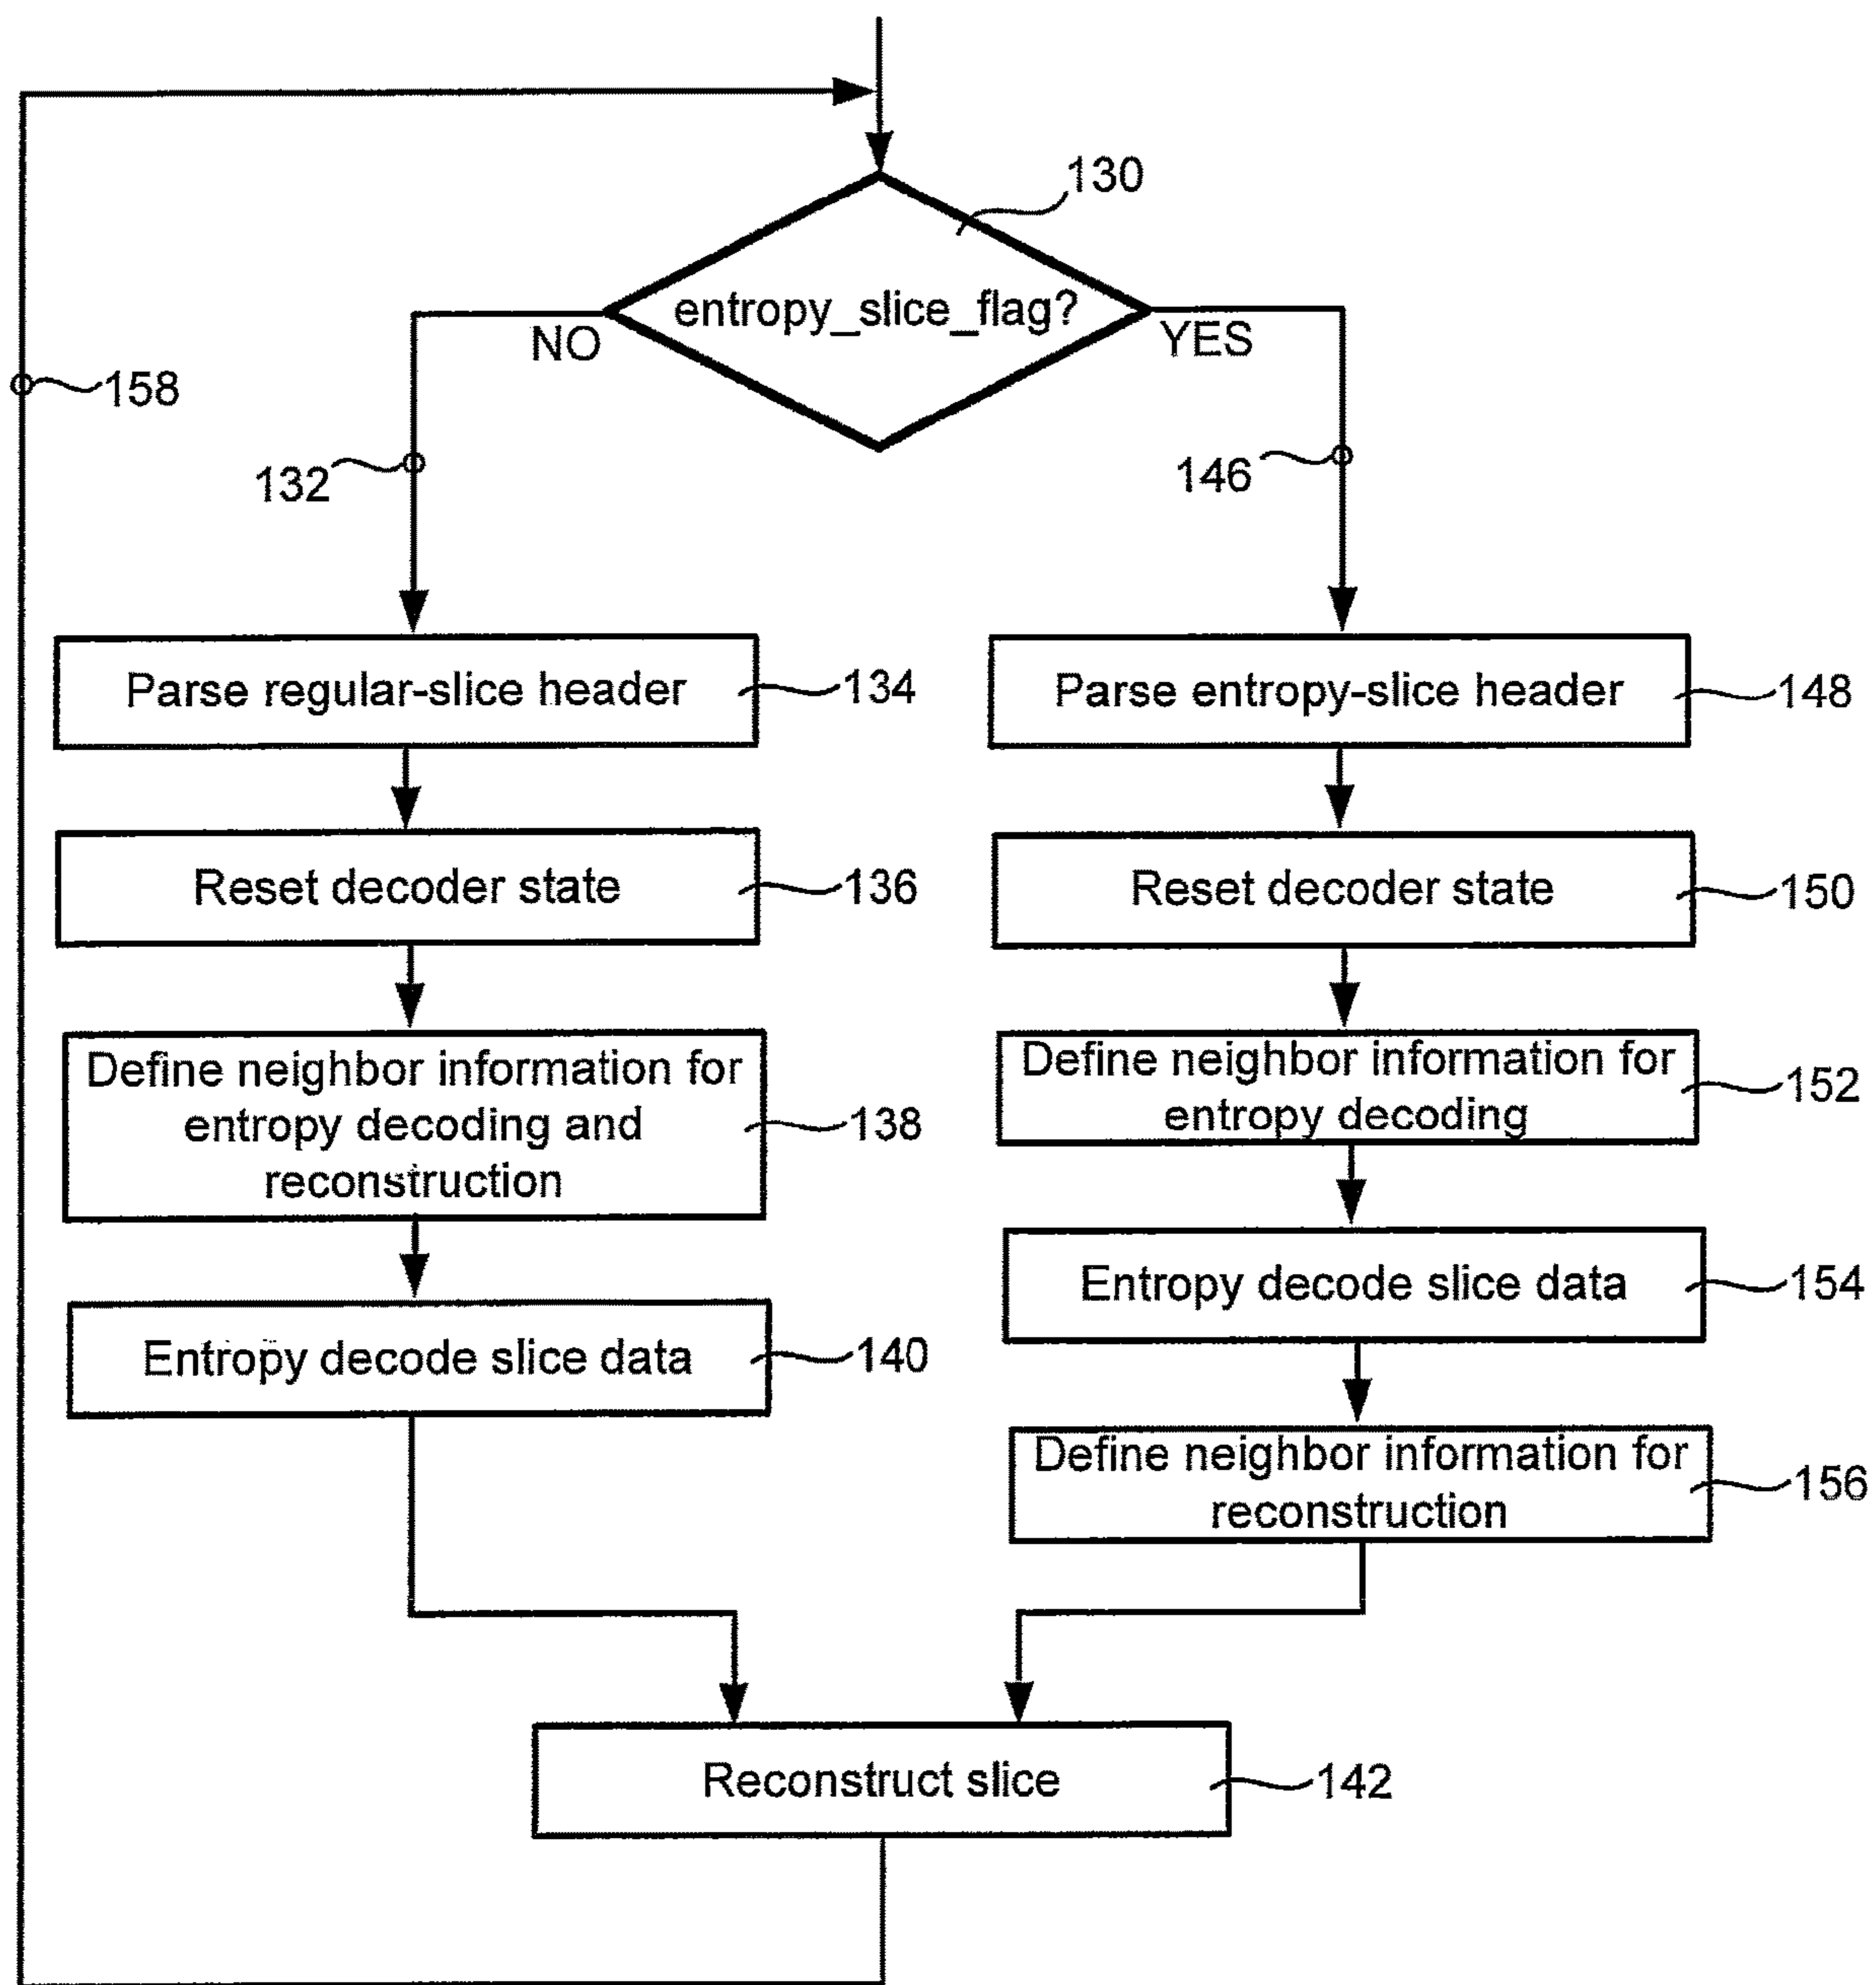 130
entropy_slice_flag?
NO
YES
158
132
146
Parse regular-slice header
134
Parse entropy-slice header
148
Reset decoder state
136
Reset decoder state
150
Define neighbor information for
entropy decoding and
reconstruction
138
Define neighbor information for
entropy decoding
152
Entropy decode slice data
140
Entropy decode slice data
154
Define neighbor information for
reconstruction
156
Reconstruct slice
142